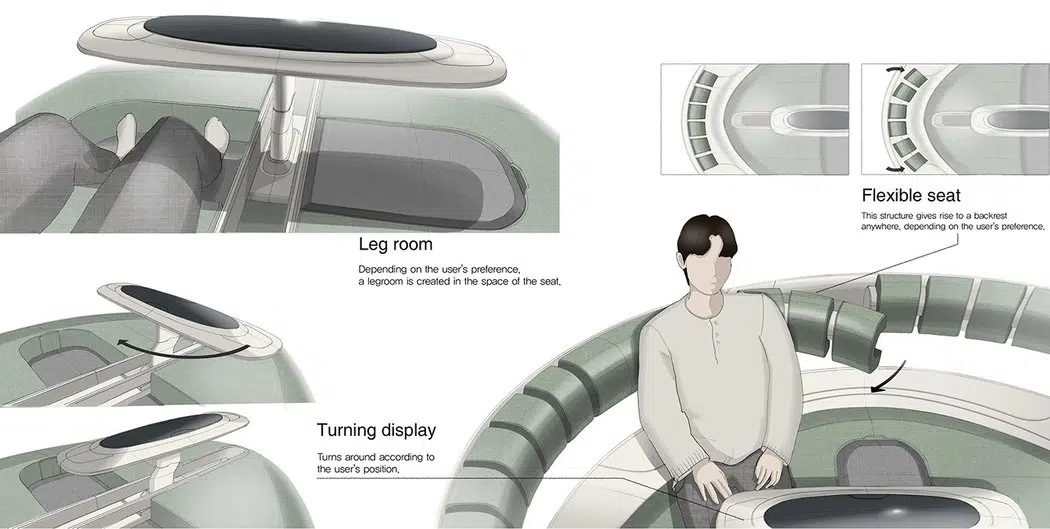 Flexible seat
This structure gives rise to a backrest
anywhere, depending on the user's preference.
Leg room
Depending on the user's preference,
a legroom is created in the space of the seat.
Turning display
Turns around according to
the user's position.